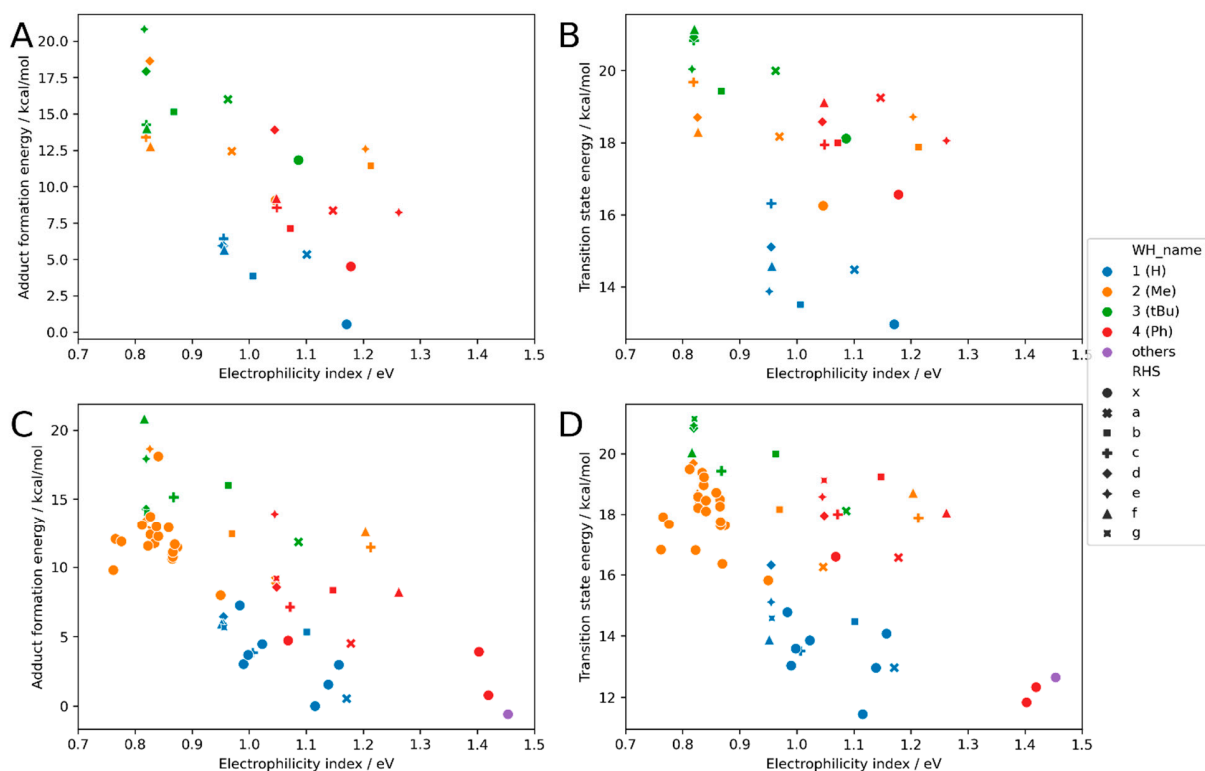 A
Adduct formation energy / kcal/mol
20.0
17.5
15.0
12.5
10.0
7.5
5.0
2.5
0.0
0.7 0.8 0.9 1.0 1.1 1.2 1.3 1.4 1.5
Electrophilicity index / eV
B
Transition state energy / kcal/mol
20
18
16
14
0.7 0.8 0.9 1.0 1.1 1.2 1.3 1.4 1.5
Electrophilicity index / eV
WH_name
1 (H)
2 (Me)
3 (tBu)
4 (Ph)
others
RHS
x
a
b
c
d
e
f
g
C
Adduct formation energy / kcal/mol
20
15
10
5
0
0.7 0.8 0.9 1.0 1.1 1.2 1.3 1.4 1.5
Electrophilicity index / eV
D
Transition state energy / kcal/mol
20
18
16
14
12
0.7 0.8 0.9 1.0 1.1 1.2 1.3 1.4 1.5
Electrophilicity index / eV